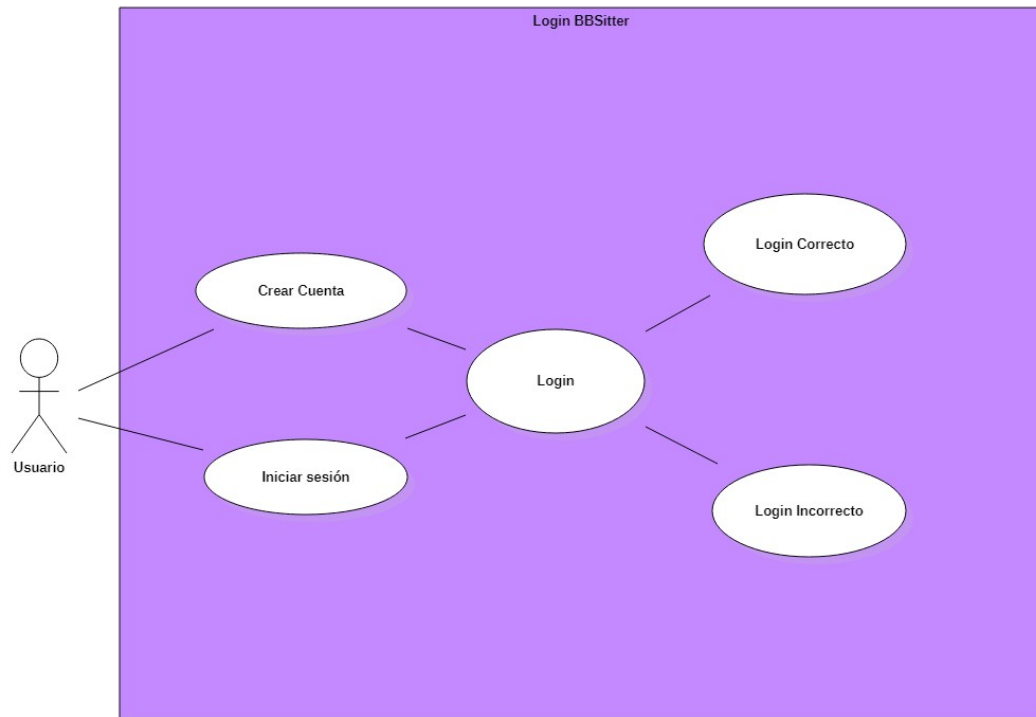 Login BBSitter
Login Correcto
Crear Cuenta
Login
Usuario
Iniciar sesión
Login Incorrecto